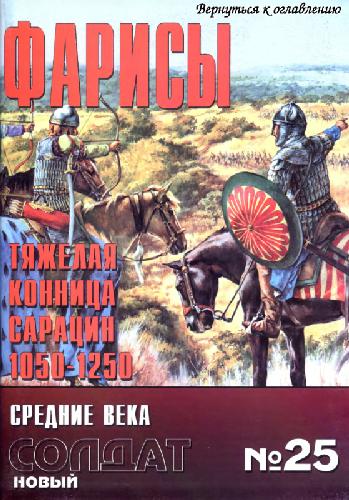 Вернуться к оглавлению
ФАРИСЫ
ТЯЖЕЛАЯ
КОННИЦА
САРАЦИН
1050-1250
СРЕДНИЕ ВЕКА
СОЛДАТ
НОВЫЙ
№25